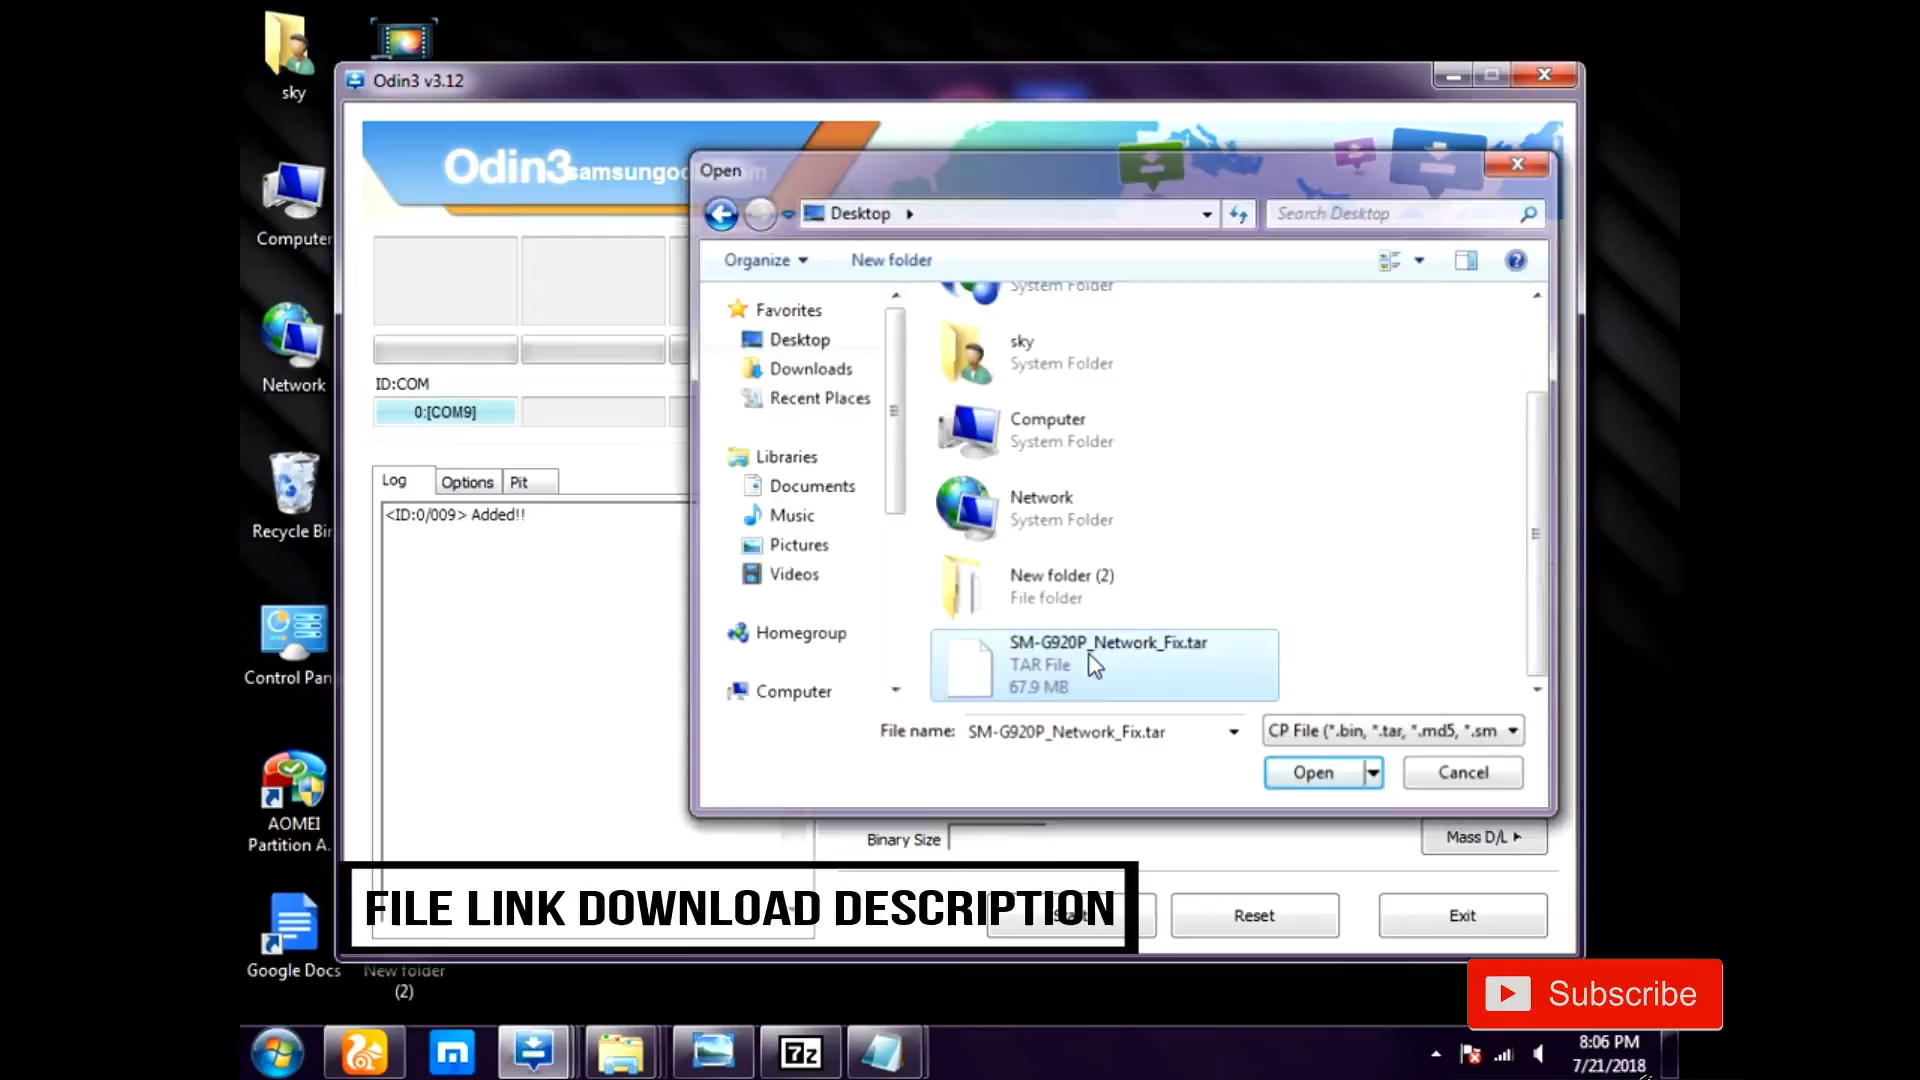 sky
Computer
Network
Recycle Bin
Control Pan
AOMEI
Partition A.
Google Docs
New folder
(2)
Odin3 v3.12
Odin3
samsungo
ID:COM
0:[COM9]
Log
Options
Pit
<ID:0/009> Added!!
Open
Desktop
Search Desktop
Organize
New folder
Favorites
Desktop
Downloads
Recent Places
Libraries
Documents
Music
Pictures
Videos
Homegroup
Computer
System Folder
sky
System Folder
Computer
System Folder
Network
System Folder
New folder (2)
File folder
SM-G920P_Network_Fix.tar
TAR File
67.9 MB
File name:
SM-G920P_Network_Fix.tar
CP File (*.bin, *.tar, *.md5, *.sm
Open
Cancel
Binary Size
Mass D/L
FILE LINK DOWNLOAD DESCRIPTION
Reset
Exit
Subscribe
7z
8:06 PM
7/21/2018